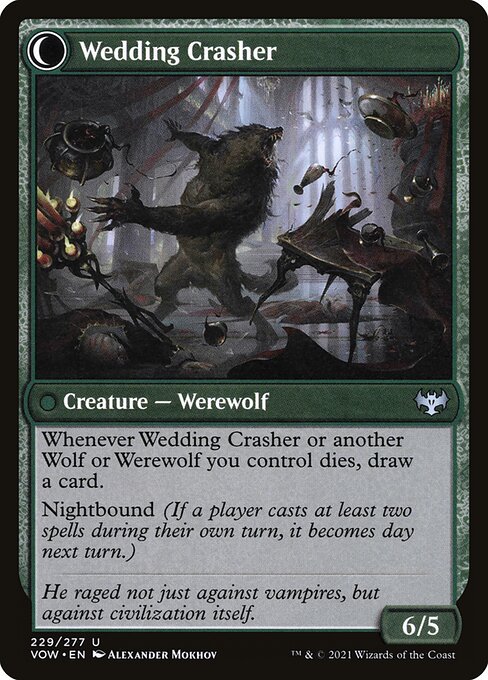 Wedding Crasher
Creature — Werewolf
Whenever Wedding Crasher or another
Wolf or Werewolf you control dies, draw
a card.
Nightbound (If a player casts at least two
spells during their own turn, it becomes day
next turn.)
He raged not just against vampires, but
against civilization itself.
6/5
229/277 U
VOW • EN Alexander Mokhov
™ & © 2021 Wizards of the Coast